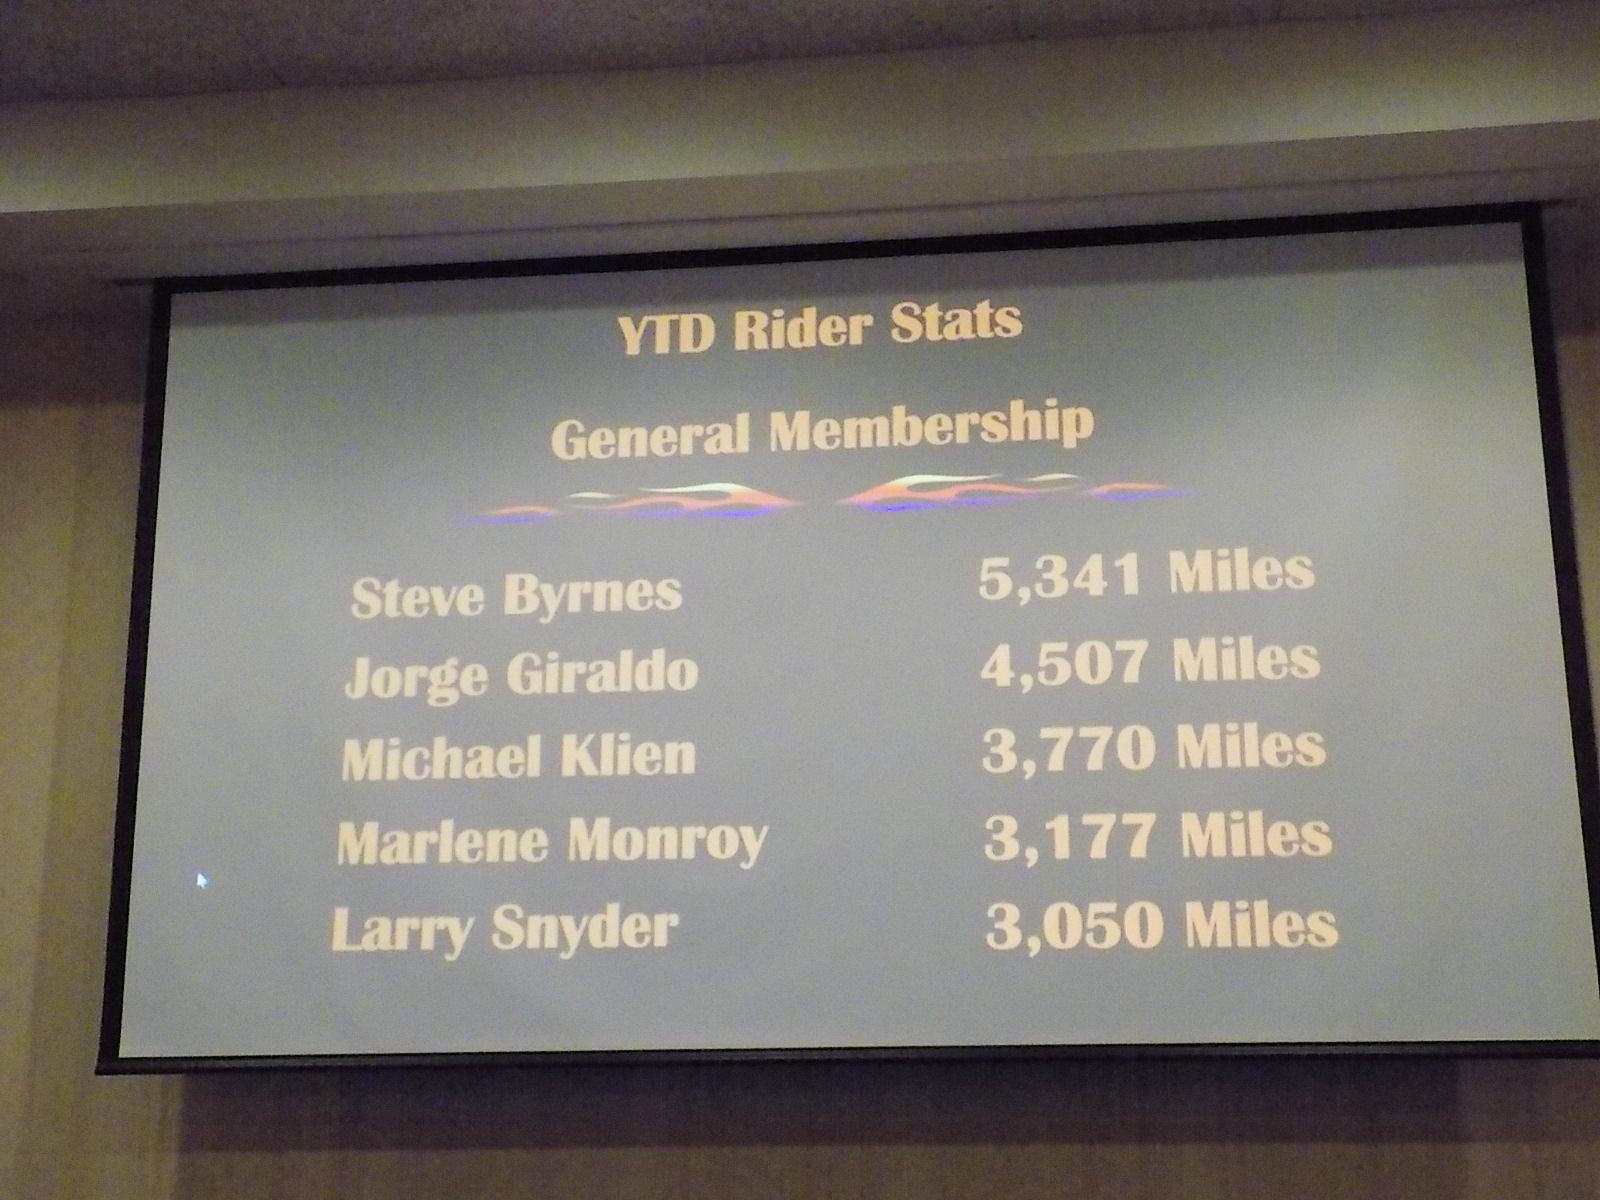 YTD Rider Stats
General Membership
Steve Byrnes 5,341 Miles
Jorge Giraldo 4,507 Miles
Michael Klien 3,770 Miles
Marlene Monroy 3,177 Miles
Larry Snyder 3,050 Miles